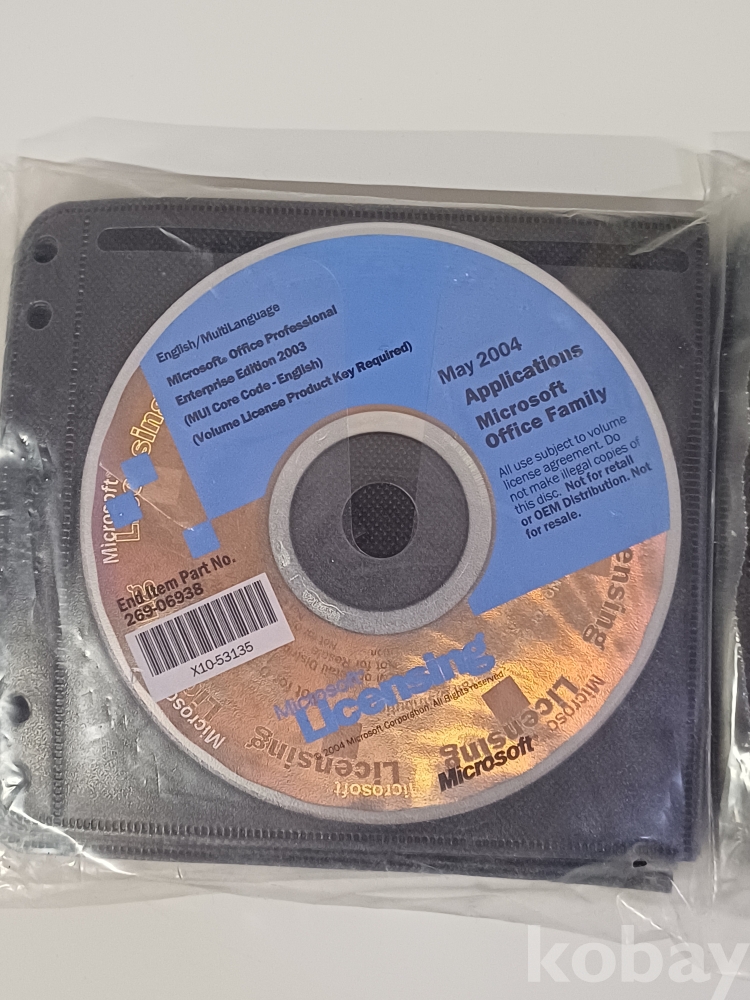 English/MultiLanguage
Microsoft® Office Professional
Enterprise Edition 2003
(MUI Core Code - English)
(Volume License Product Key Required)
May 2004
Applications
Microsoft
Office Family
All use subject to volume
license agreement. Do
not make illegal copies of
this disc. Not for retail
or OEM Distribution. Not
for resale.
End Item Part No.
269-06938
X10-53135
Microsoft
Licensing
2004 Microsoft Corporation. All rights reserved
Microsoft®
Microsoft
Licensing
kobay